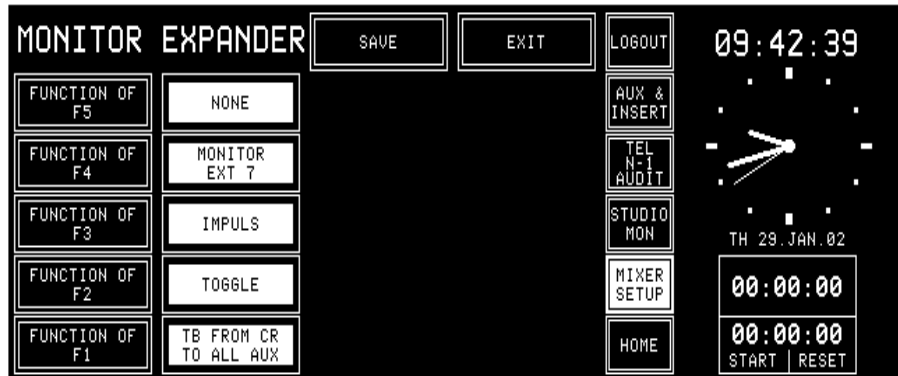 MONITOR EXPANDER
SAVE
EXIT
LOGOUT
09:42:39
FUNCTION OF
F5
NONE
AUX &
INSERT
FUNCTION OF
F4
MONITOR
EXT 7
TEL
N-1
AUDIT
FUNCTION OF
F3
IMPULS
STUDIO
MON
TH 29.JAN.02
FUNCTION OF
F2
TOGGLE
MIXER
SETUP
00:00:00
FUNCTION OF
F1
TB FROM CR
TO ALL AUX
HOME
00:00:00
START
RESET